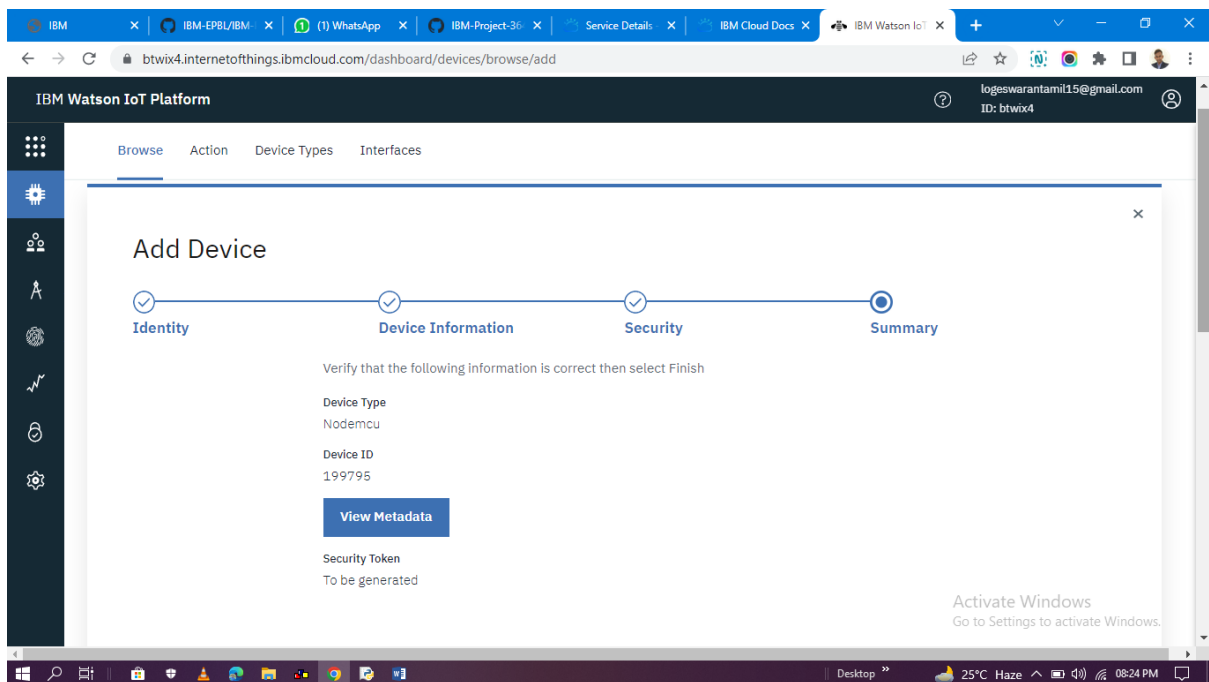 IBM
IBM-EPBL/IBM-
(1) WhatsApp
IBM-Project-36
Service Details
IBM Cloud Docs
IBM Watson IoT
btwix4.internetofthings.ibmcloud.com/dashboard/devices/browse/add
IBM Watson IoT Platform
logeswarantamil15@gmail.com
ID: btwix4
Browse Action Device Types Interfaces
Add Device
Identity Device Information Security Summary
Verify that the following information is correct then select Finish
Device Type
Nodemcu
Device ID
199795
View Metadata
Security Token
To be generated
Activate Windows
Go to Settings to activate Windows.
Desktop » 25°C Haze 08:24 PM